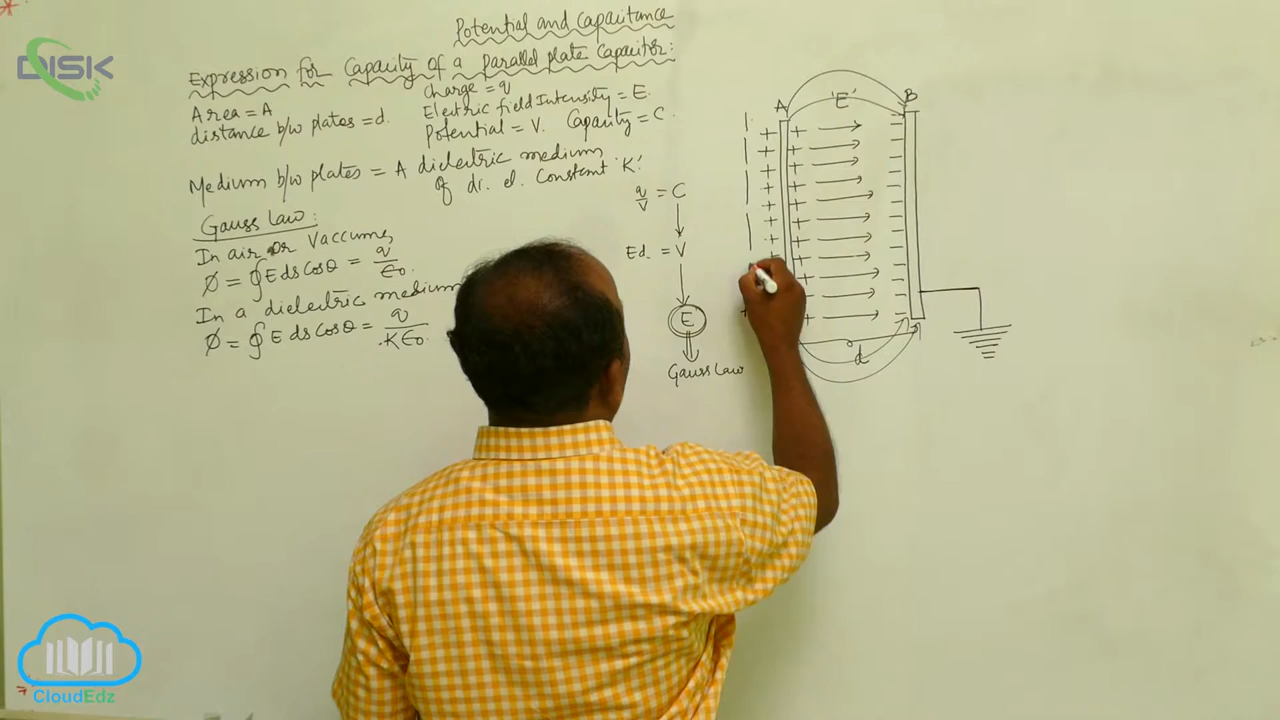 DISK
Potential and Capacitance
Expression for Capacity of a parallel plate Capacitor:
Area = A
distance b/w plates = d.
Charge = q
Electric field Intensity = E.
Potential = V. Capacity = C.
Medium b/w plates = A dielectric medium
of di. el. Constant 'K'.
Gauss Law:
In air or Vaccume,
Ø = ∮ E ds Cosθ = q/ε0.
In a dielectric medium
Ø = ∮ E ds Cosθ = q/Kε0.
q/V = C
Ed. = V
E
Gauss Law
A 'E' B
d
CloudEdz